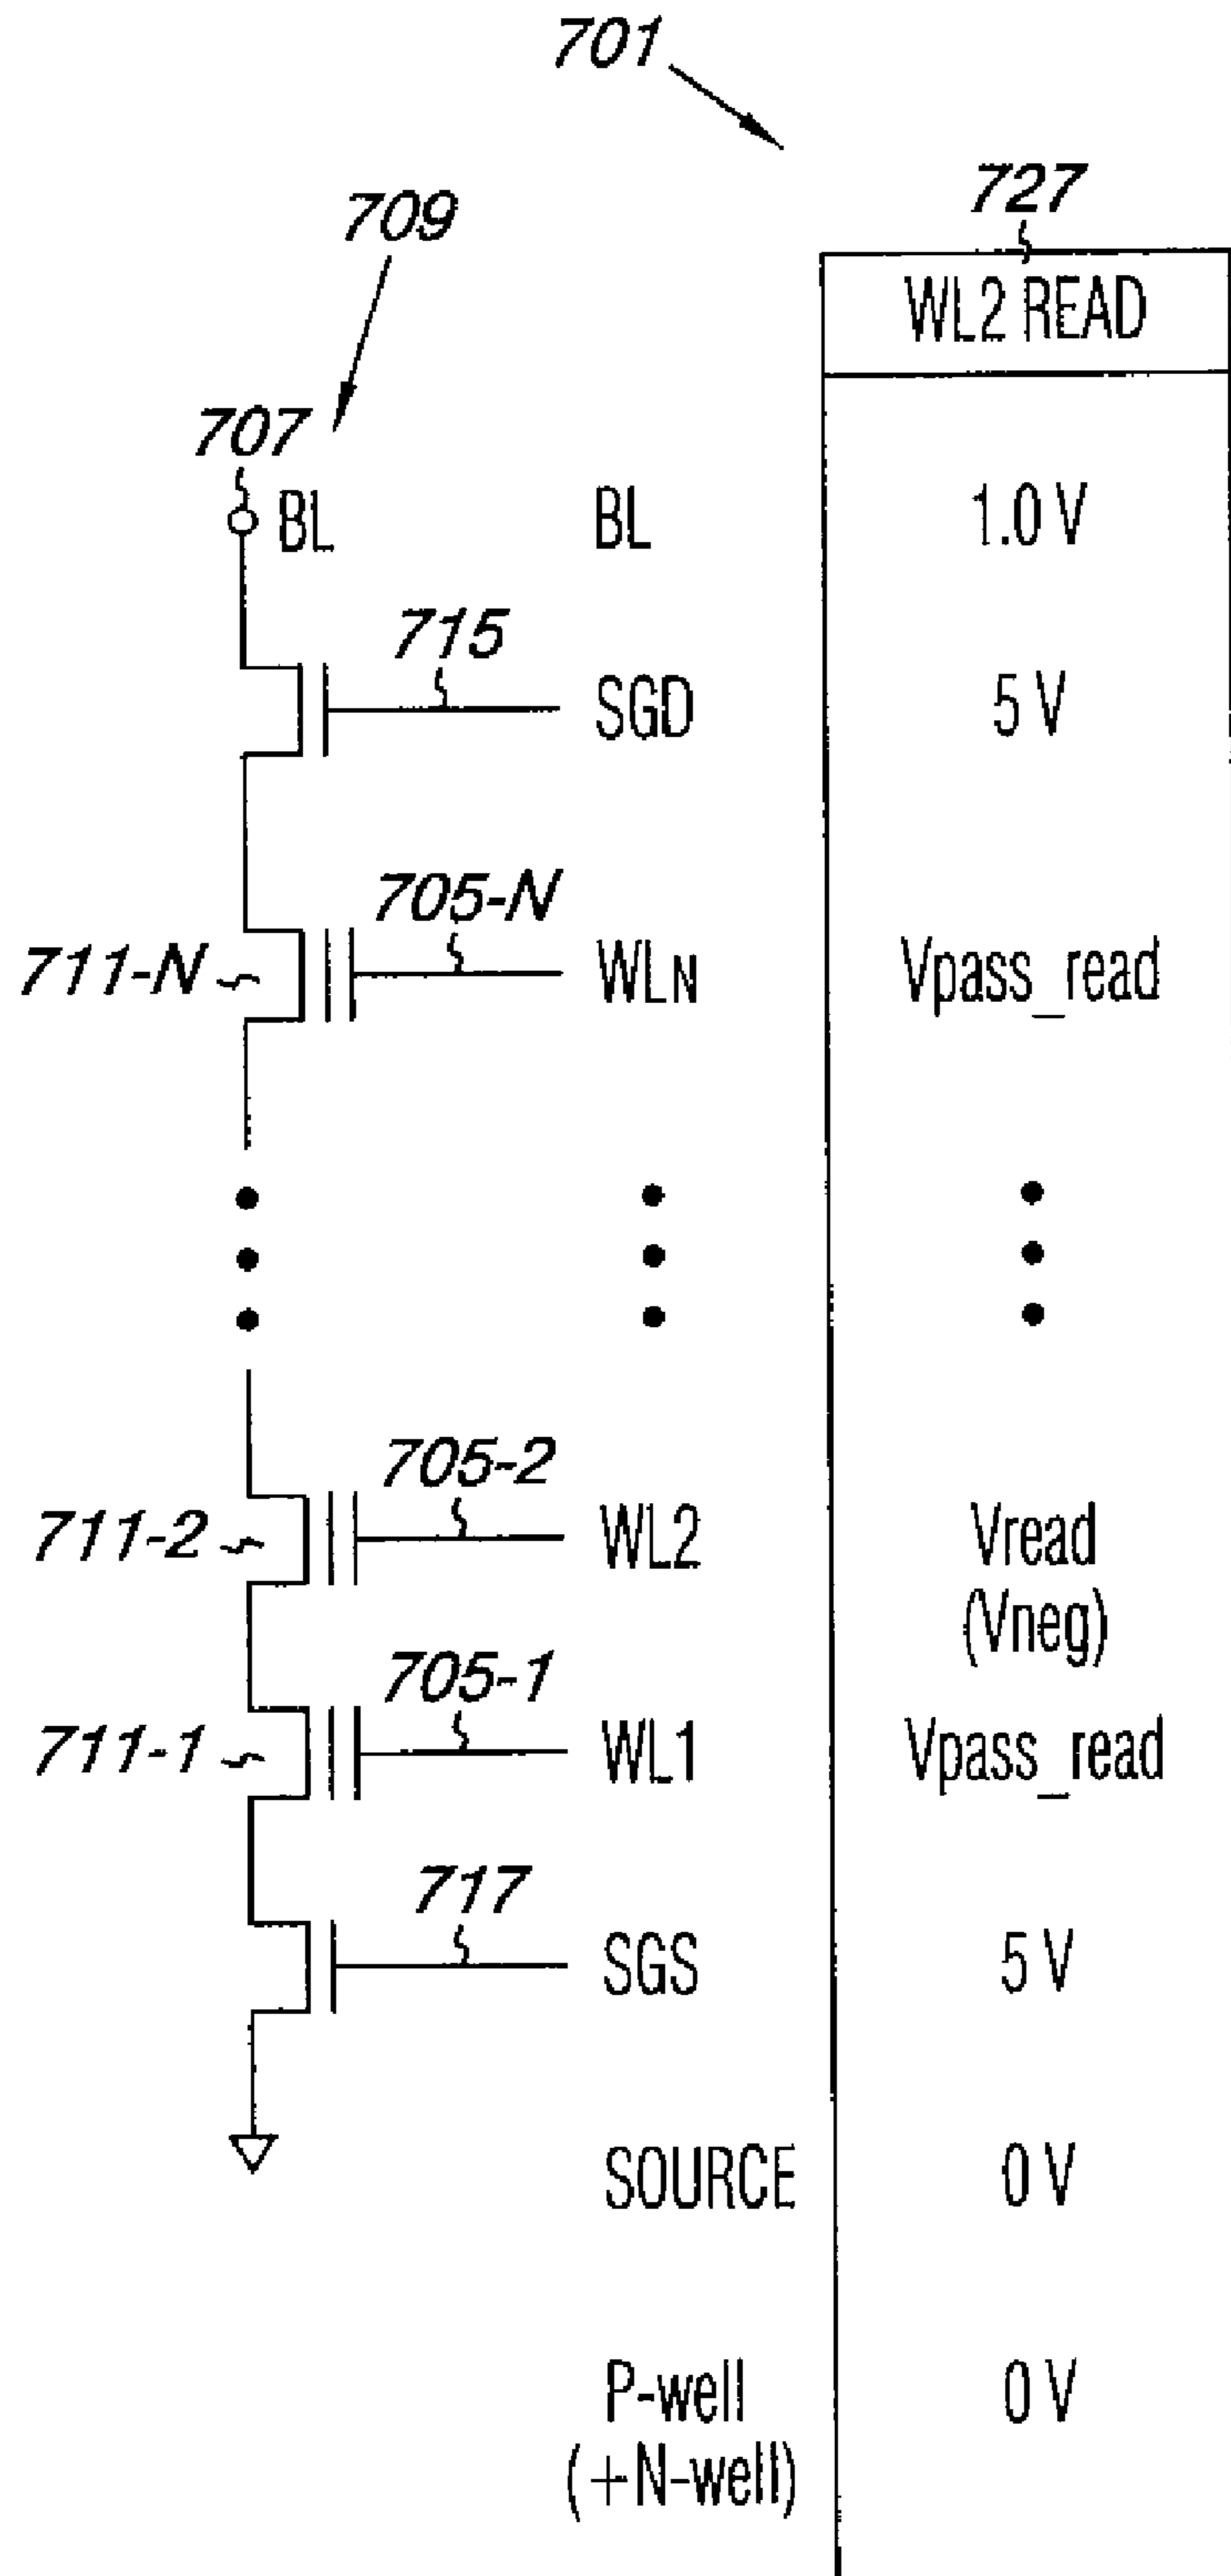 701
709
727
WL2 READ
707
BL BL 1.0 V
715
SGD 5 V
705-N
711-N WLN Vpass_read
705-2
711-2 WL2 Vread
(Vneg)
705-1
711-1 WL1 Vpass_read
717
SGS 5 V
SOURCE 0 V
P-well 0 V
(+N-well)